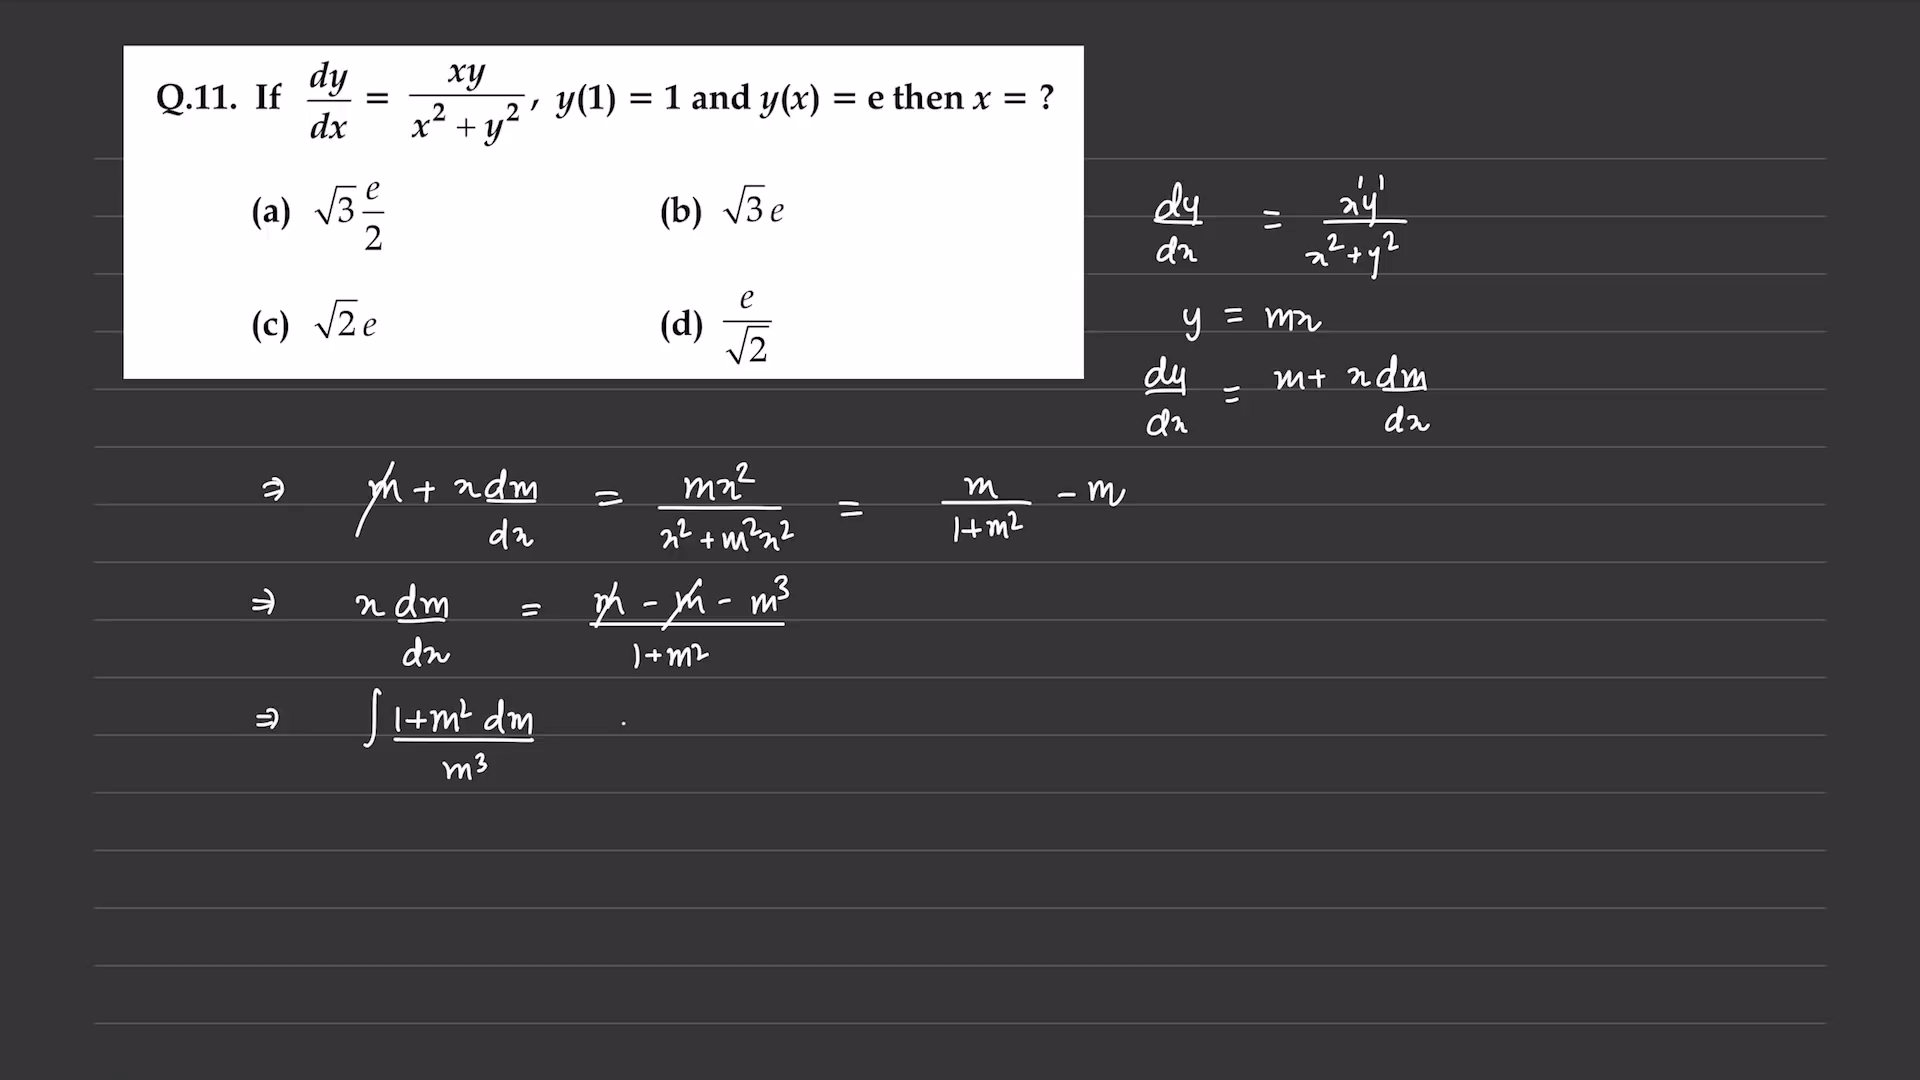 Q.11. If dy/dx = xy/(x² + y²), y(1) = 1 and y(x) = e then x = ?
(a) √3 e/2 (b) √3 e
(c) √2 e (d) e/√2
dy/dx = x'y'/(x²+y²)
y = mx
dy/dx = m + x dm/dx
⇒ m + x dm/dx = mx²/(x² + m²x²) = m/(1+m²) - m
⇒ x dm/dx = (m - m - m³)/(1+m²)
⇒ ∫ (1+m² dm)/m³